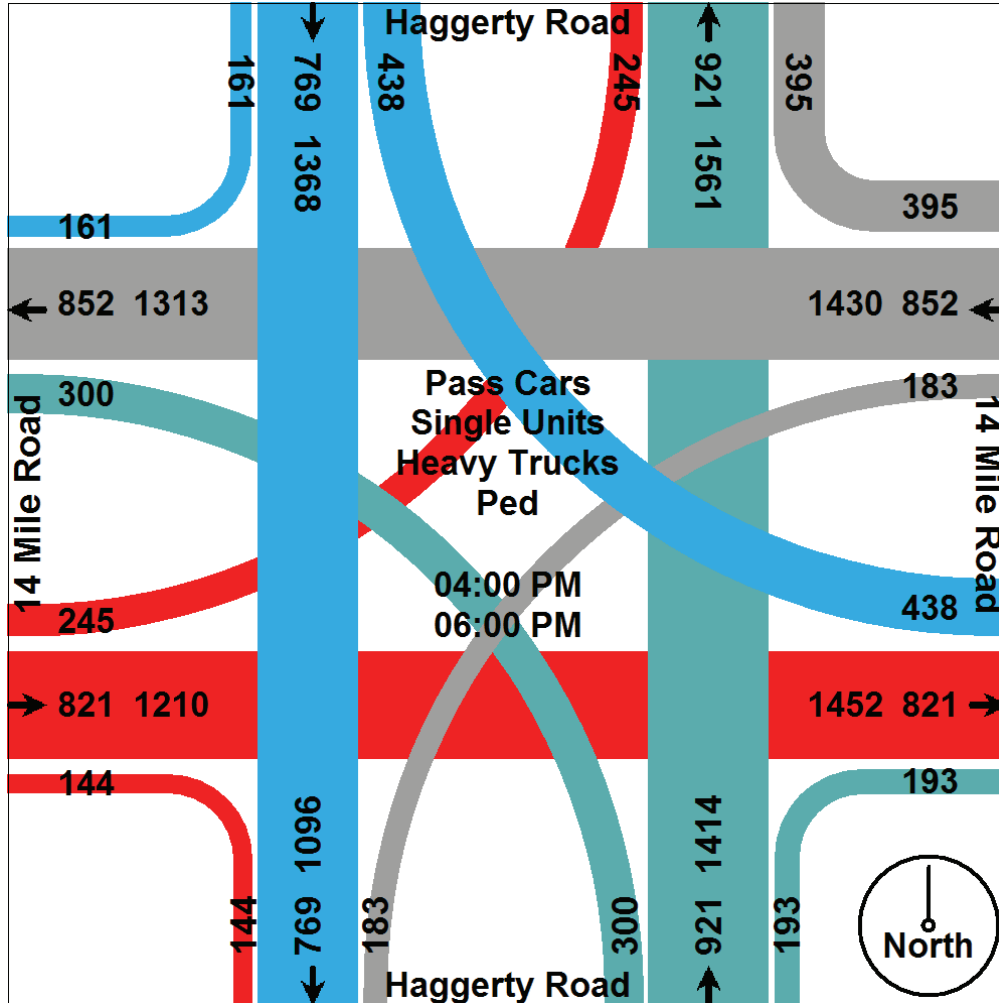 Haggerty Road
161
769 1368
438
245
921 1561
395
161
395
852 1313
1430 852
300
183
Pass Cars
Single Units
Heavy Trucks
Ped
14 Mile Road
14 Mile Road
04:00 PM
06:00 PM
245
438
821 1210
1452 821
144
193
144
769 1096
183
300
921 1414
193
North
Haggerty Road